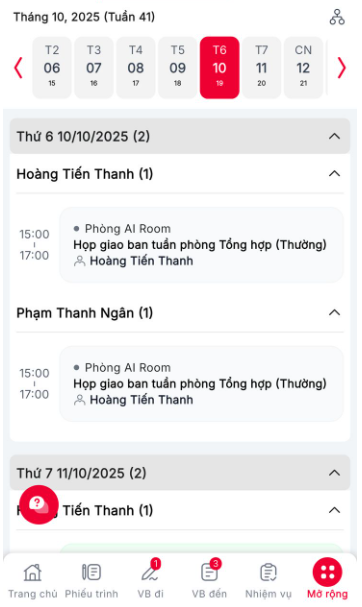 Tháng 10, 2025 (Tuần 41)
T2 T3 T4 T5 T6 T7 CN
06 07 08 09 10 11 12
15 16 17 18 19 20 21
Thứ 6 10/10/2025 (2)
Hoàng Tiến Thanh (1)
Phòng AI Room
15:00
Họp giao ban tuần phòng Tổng hợp (Thường)
17:00
Hoàng Tiến Thanh
Phạm Thanh Ngân (1)
Phòng AI Room
15:00
Họp giao ban tuần phòng Tổng hợp (Thường)
17:00
Hoàng Tiến Thanh
Thứ 7 11/10/2025 (2)
Tiến Thanh (1)
1 3
Trang chủ Phiếu trình VB đi VB đến Nhiệm vụ Mở rộng